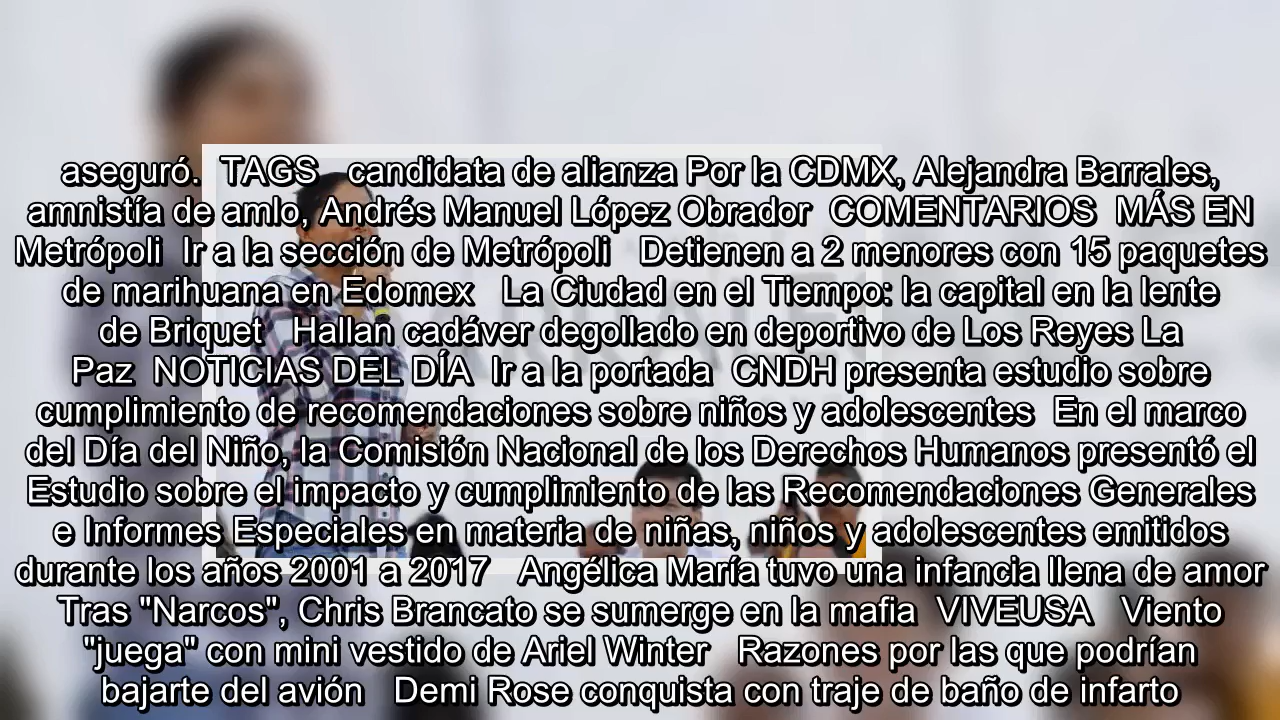 aseguró.  TAGS   candidata de alianza Por la CDMX, Alejandra Barrales,
amnistía de amlo, Andrés Manuel López Obrador  COMENTARIOS  MÁS EN
Metrópoli  Ir a la sección de Metrópoli   Detienen a 2 menores con 15 paquetes
de marihuana en Edomex   La Ciudad en el Tiempo: la capital en la lente
de Briquet   Hallan cadáver degollado en deportivo de Los Reyes La
Paz  NOTICIAS DEL DÍA  Ir a la portada  CNDH presenta estudio sobre
cumplimiento de recomendaciones sobre niños y adolescentes  En el marco
del Día del Niño, la Comisión Nacional de los Derechos Humanos presentó el
Estudio sobre el impacto y cumplimiento de las Recomendaciones Generales
e Informes Especiales en materia de niñas, niños y adolescentes emitidos
durante los años 2001 a 2017   Angélica María tuvo una infancia llena de amor
Tras "Narcos", Chris Brancato se sumerge en la mafia  VIVEUSA   Viento
"juega" con mini vestido de Ariel Winter   Razones por las que podrían
bajarte del avión   Demi Rose conquista con traje de baño de infarto